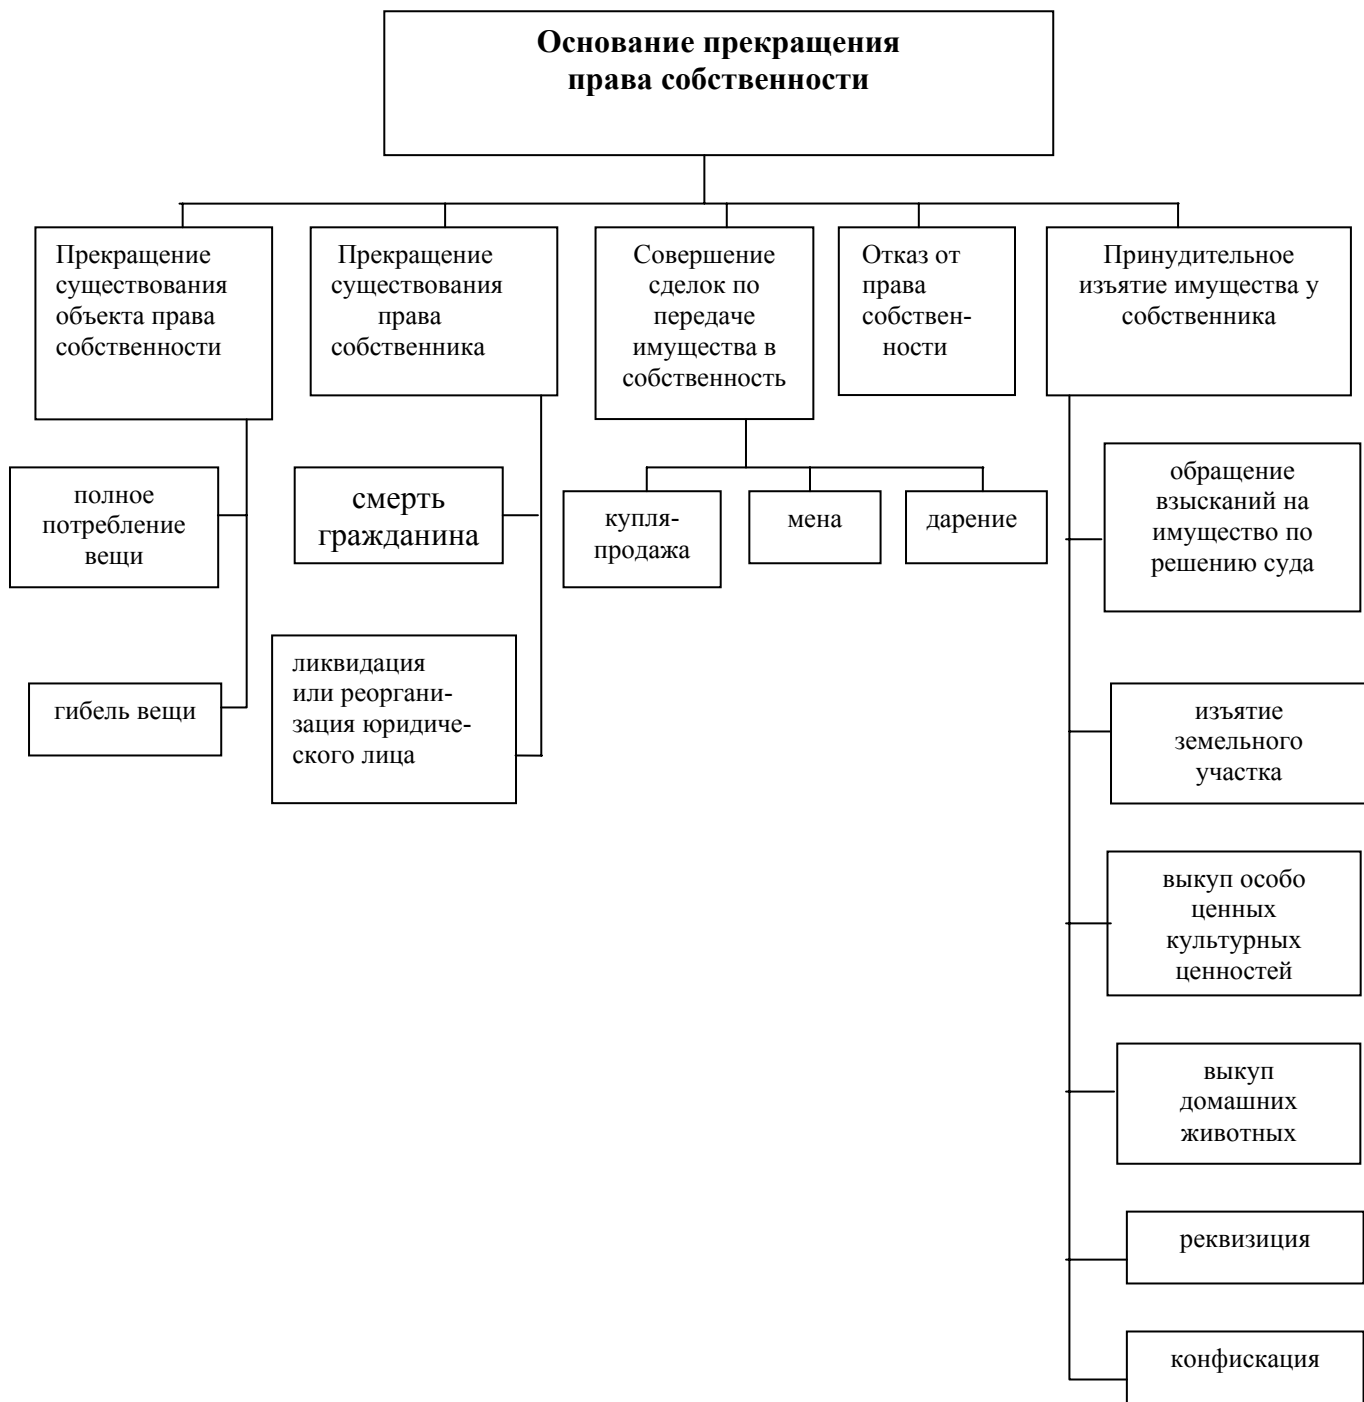 Основание прекращения
права собственности
Прекращение
существования
объекта права
собственности
Прекращение
существования
права
собственника
Совершение
сделок по
передаче
имущества в
собственность
Отказ от
права
собствен-
ности
Принудительное
изъятие имущества у
собственника
полное
потребление
вещи
гибель вещи
смерть
гражданина
ликвидация
или реоргани-
зация юридиче-
ского лица
купля-
продажа
мена
дарение
обращение
взысканий на
имущество по
решению суда
изъятие
земельного
участка
выкуп особо
ценных
культурных
ценностей
выкуп
домашних
животных
реквизиция
конфискация